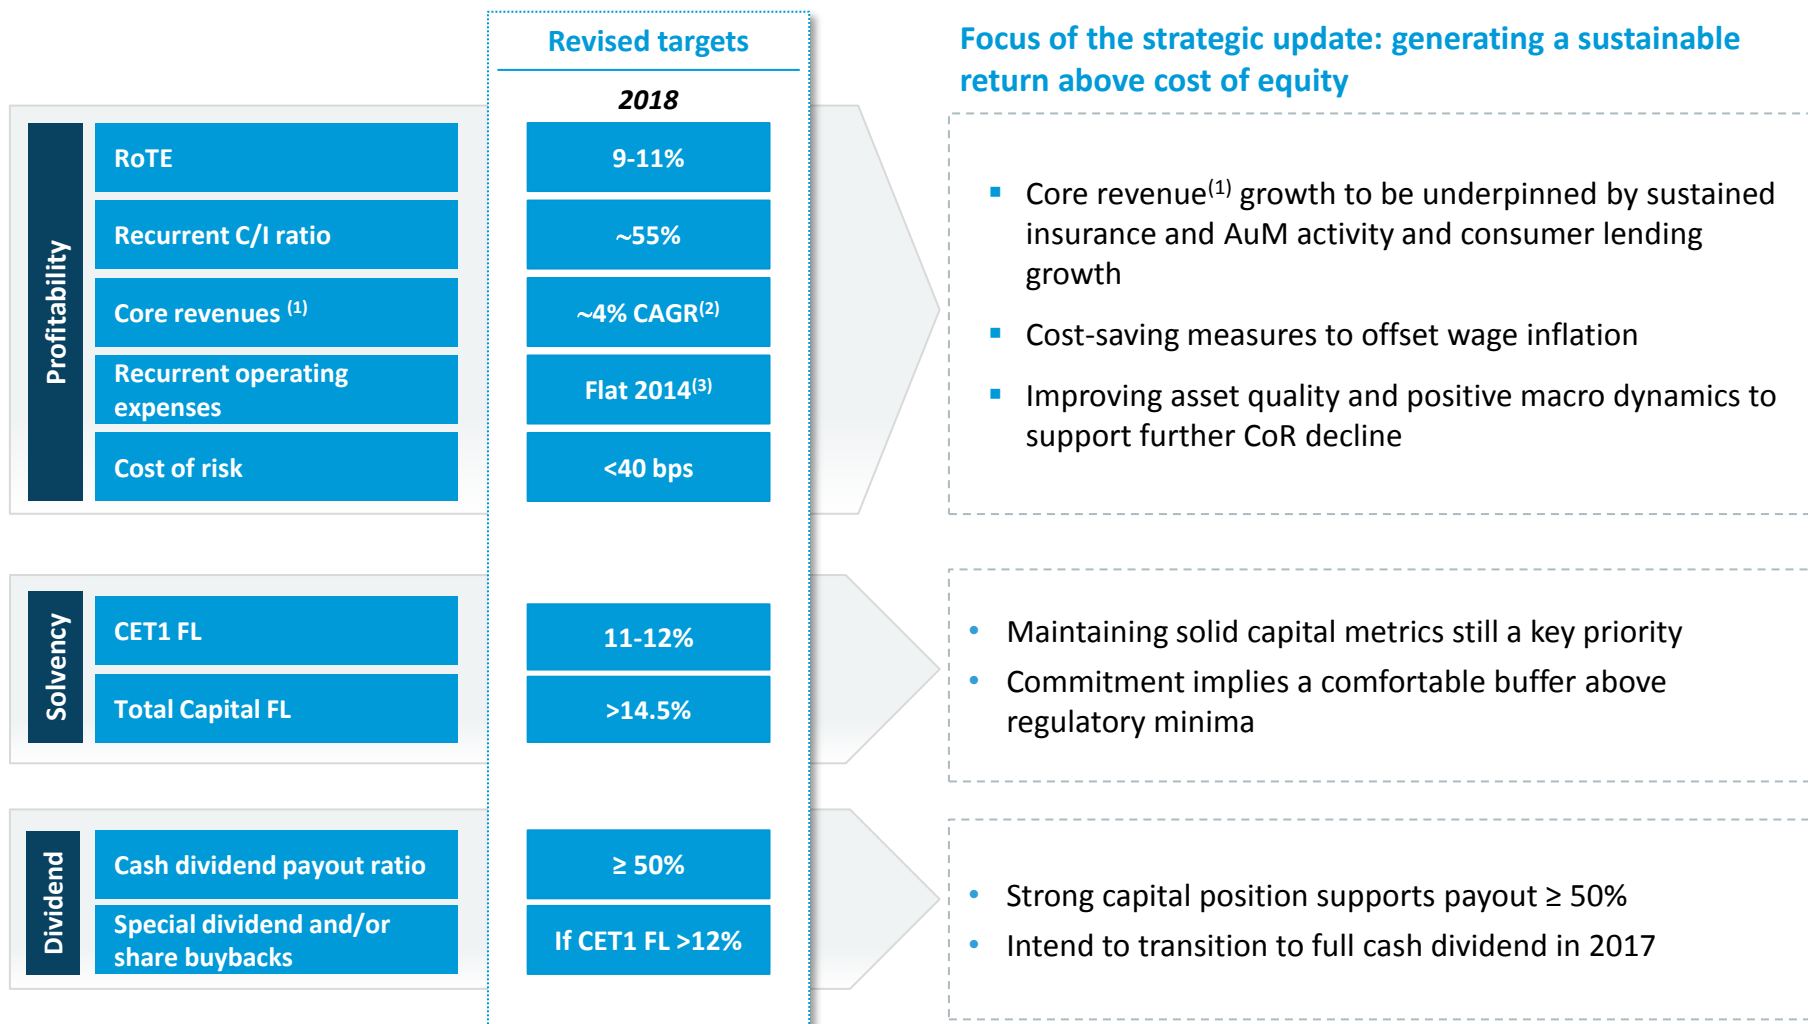 Revised targets
2018
Focus of the strategic update: generating a sustainable
return above cost of equity
Profitability
RoTE
9-11%
Recurrent C/I ratio
~55%
Core revenues (1)
~4% CAGR(2)
Recurrent operating
expenses
Flat 2014(3)
Cost of risk
<40 bps
Core revenue(1) growth to be underpinned by sustained
insurance and AuM activity and consumer lending
growth
Cost-saving measures to offset wage inflation
Improving asset quality and positive macro dynamics to
support further CoR decline
Solvency
CET1 FL
11-12%
Total Capital FL
>14.5%
Maintaining solid capital metrics still a key priority
Commitment implies a comfortable buffer above
regulatory minima
Dividend
Cash dividend payout ratio
≥ 50%
Special dividend and/or
share buybacks
If CET1 FL >12%
Strong capital position supports payout ≥ 50%
Intend to transition to full cash dividend in 2017